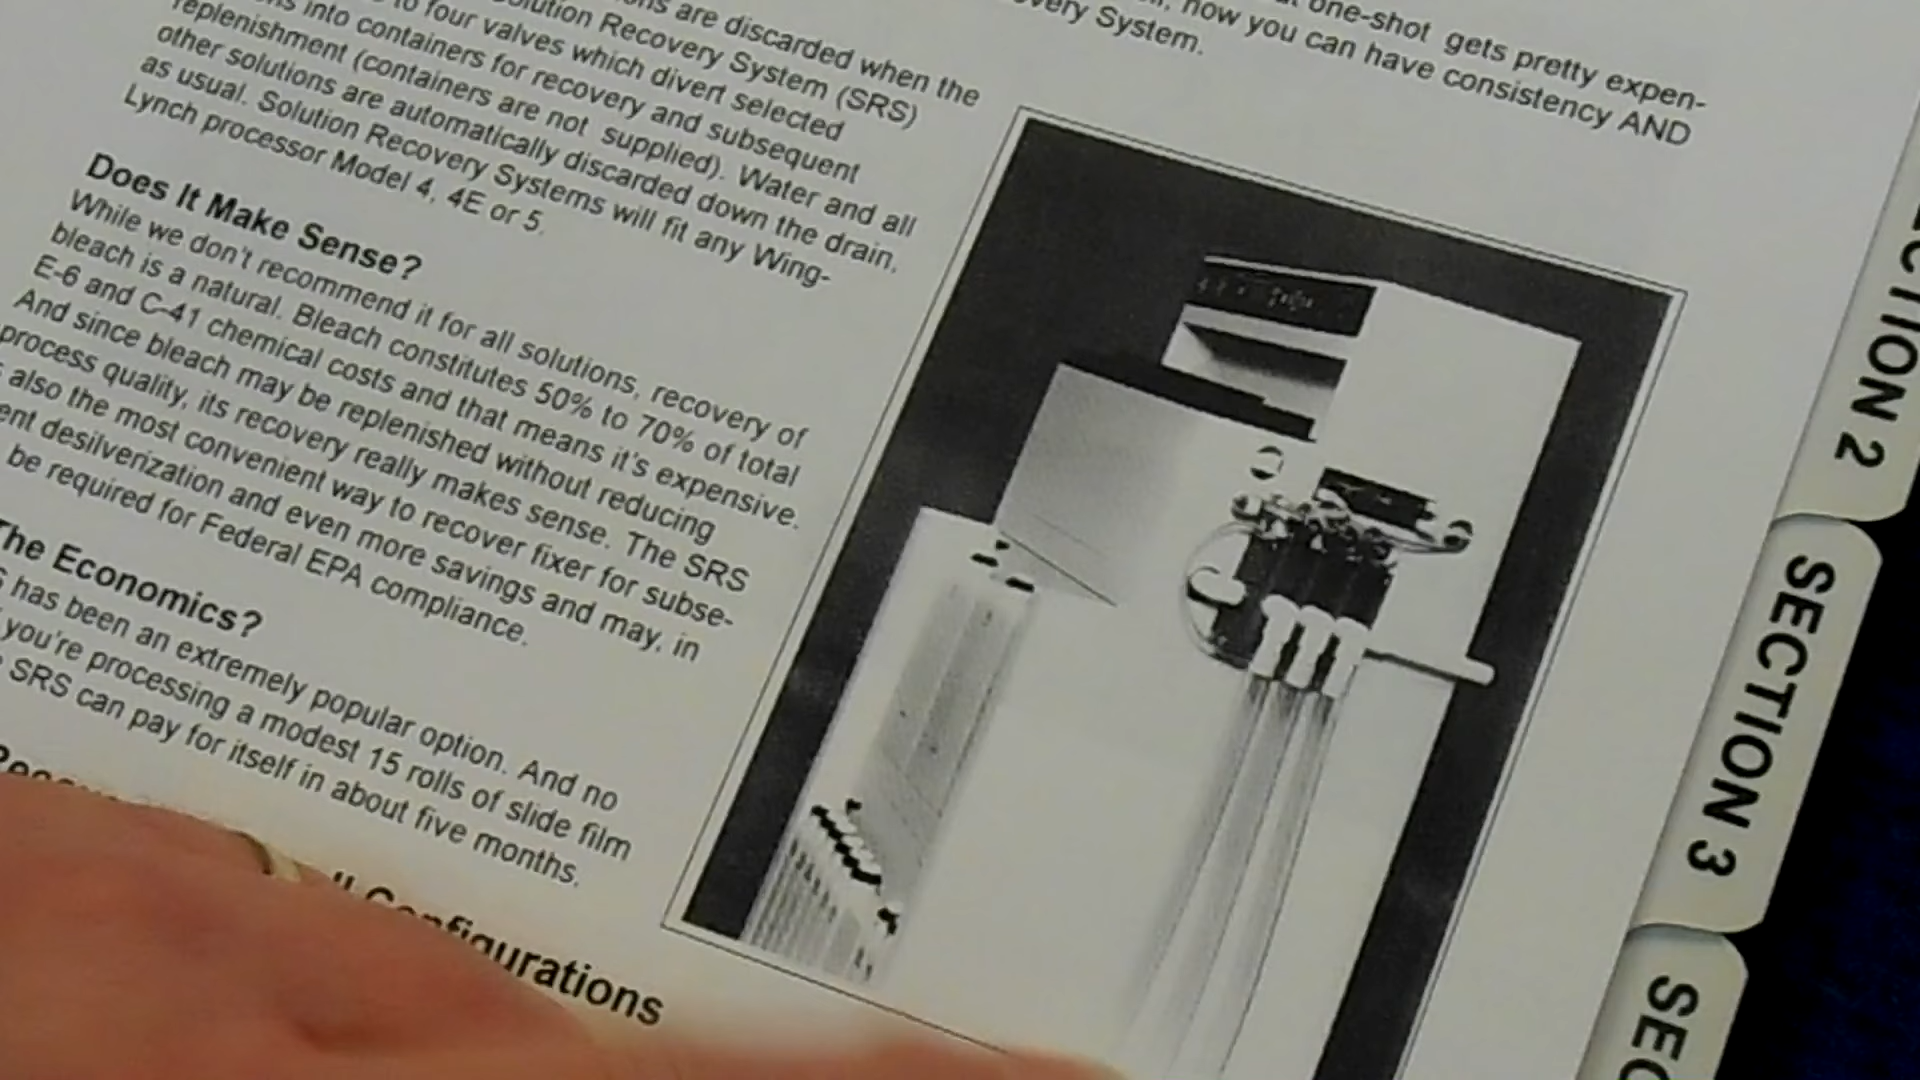 ns are discarded when the
Solution Recovery System (SRS)
to four valves which divert selected
into containers for recovery and subsequent
replenishment (containers are not supplied). Water and all
other solutions are automatically discarded down the drain,
as usual. Solution Recovery Systems will fit any Wing-
Lynch processor Model 4, 4E or 5.
Does It Make Sense?
While we don't recommend it for all solutions, recovery of
bleach is a natural. Bleach constitutes 50% to 70% of total
E-6 and C-41 chemical costs and that means it's expensive.
And since bleach may be replenished without reducing
process quality, its recovery really makes sense. The SRS
also the most convenient way to recover fixer for subse-
ent desilverization and even more savings and may, in
be required for Federal EPA compliance.
The Economics?
has been an extremely popular option. And no
you're processing a modest 15 rolls of slide film
SRS can pay for itself in about five months.
Configurations
one-shot gets pretty expen-
now you can have consistency AND
very System.
SECTION 2
SECTION 3
SEC